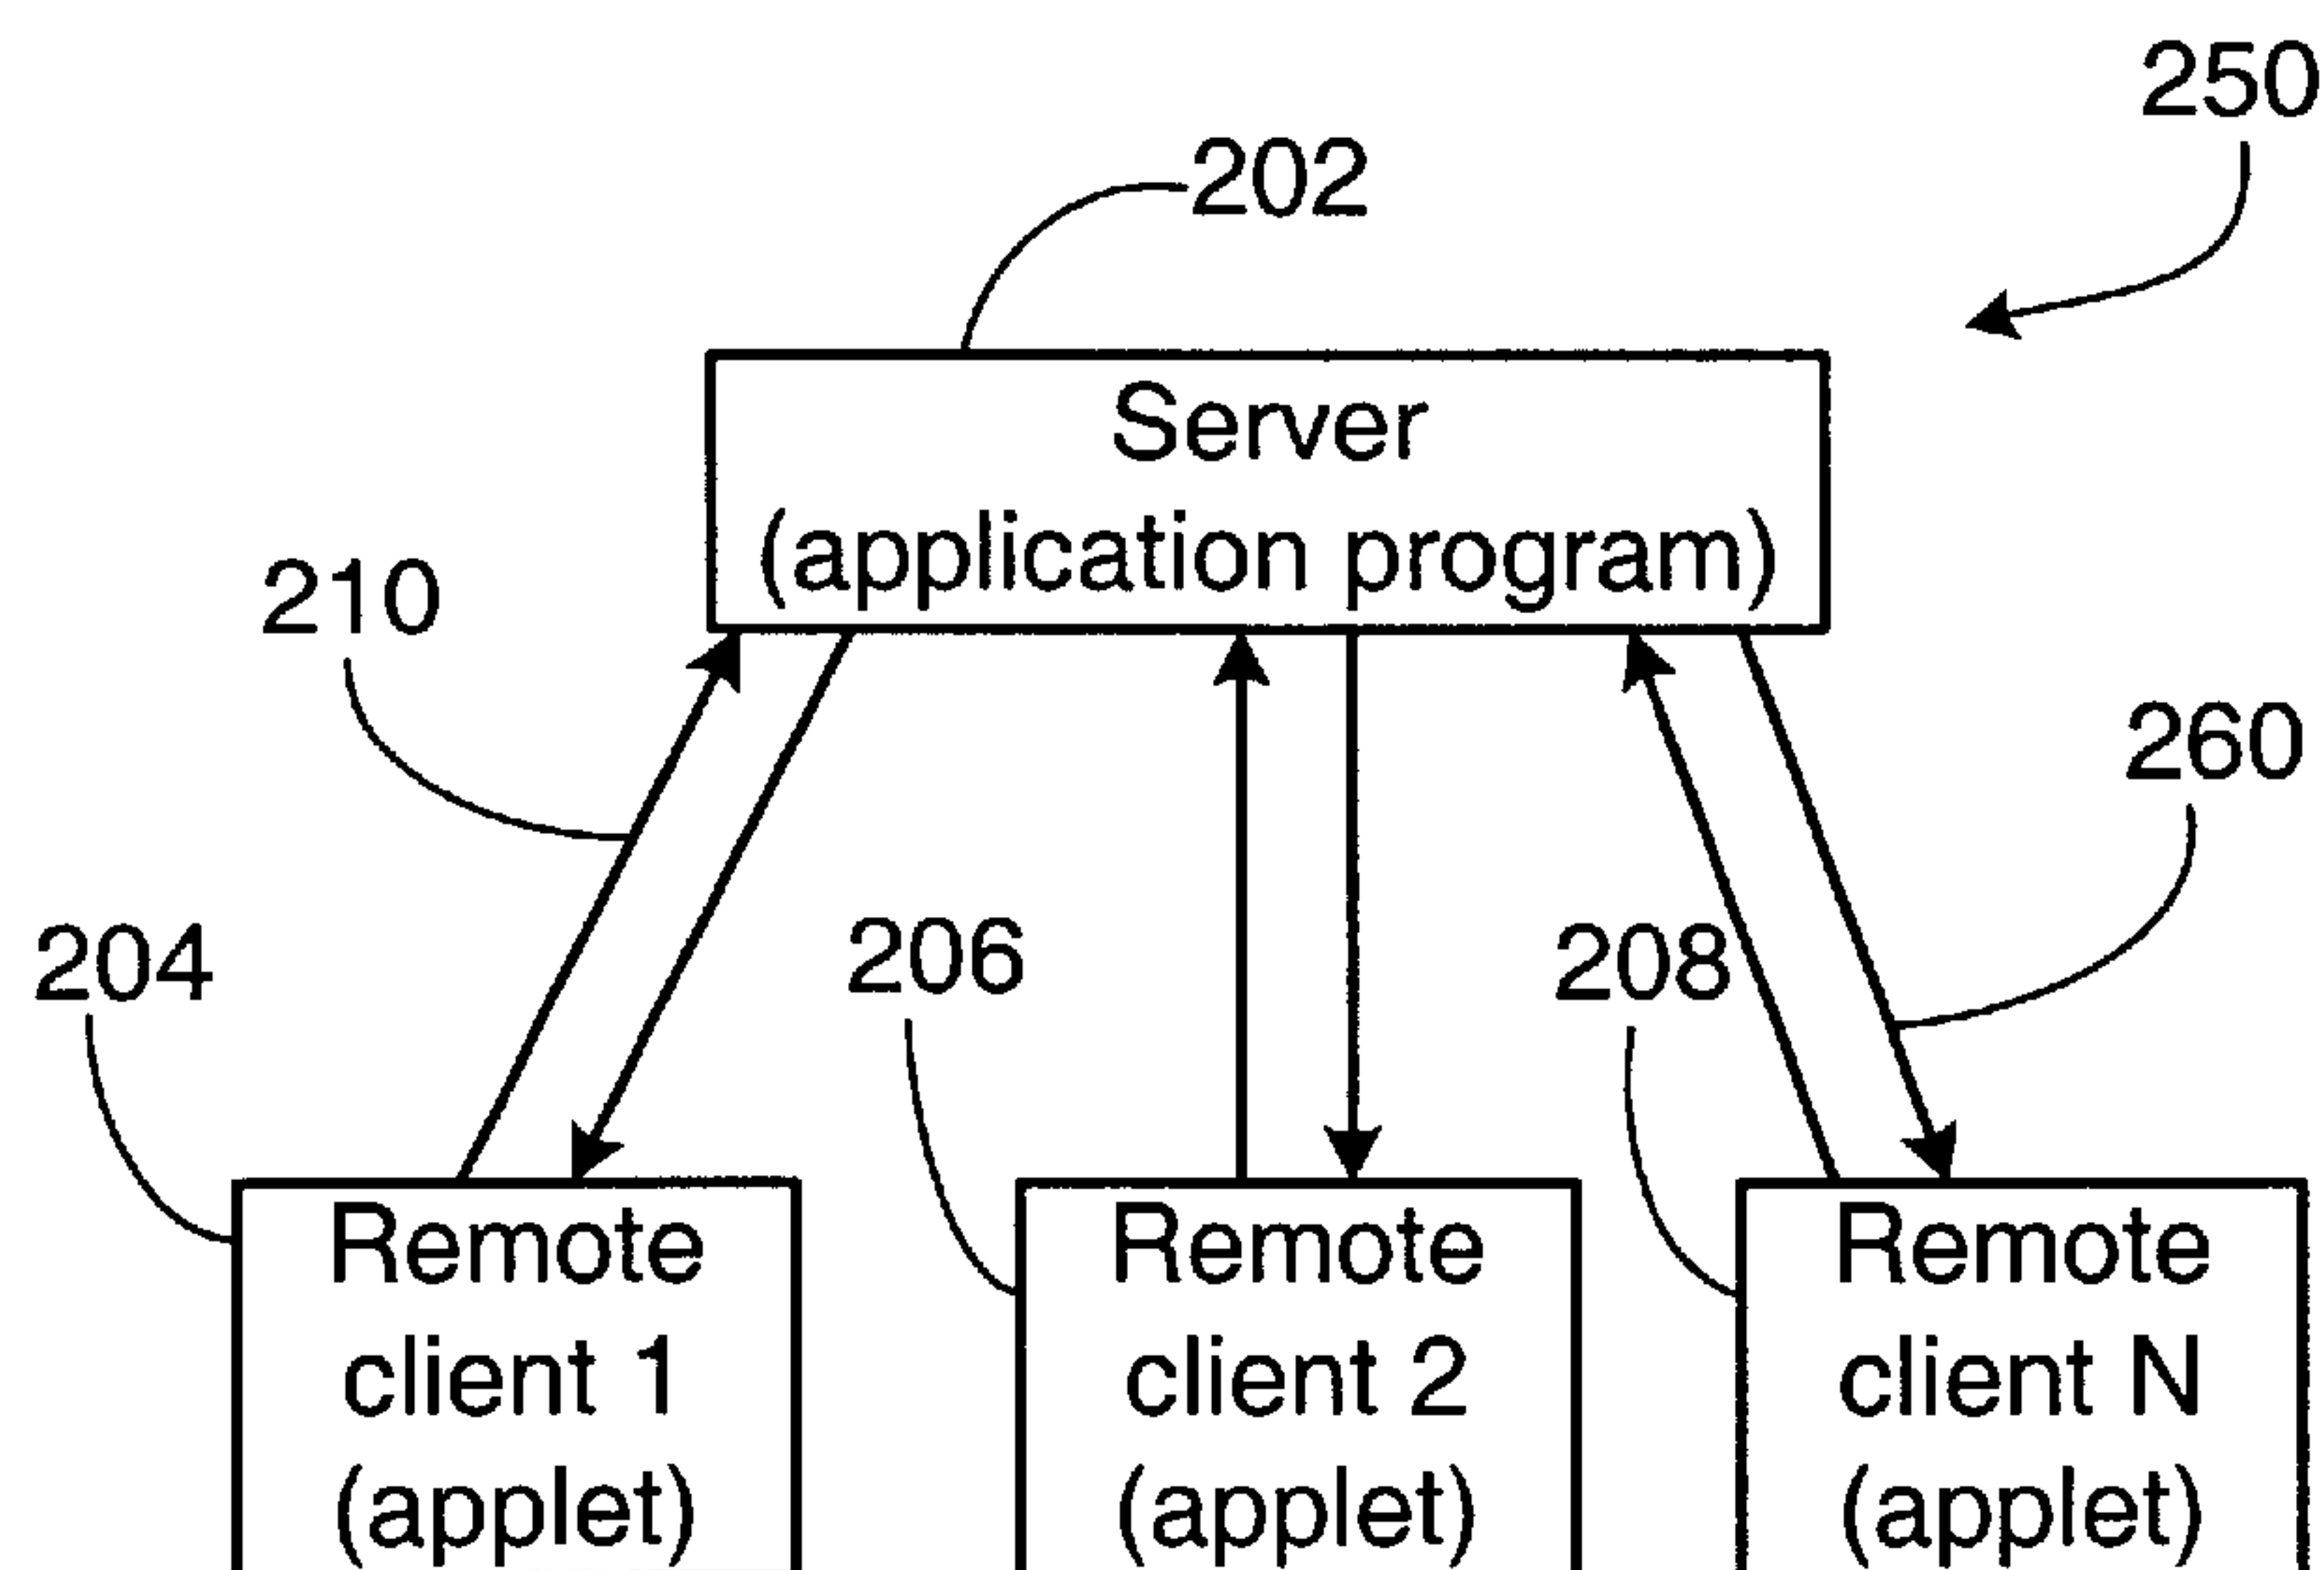 250
202
Server
(application program)
210
260
204
206
208
Remote
client 1
(applet)
Remote
client 2
(applet)
Remote
client N
(applet)